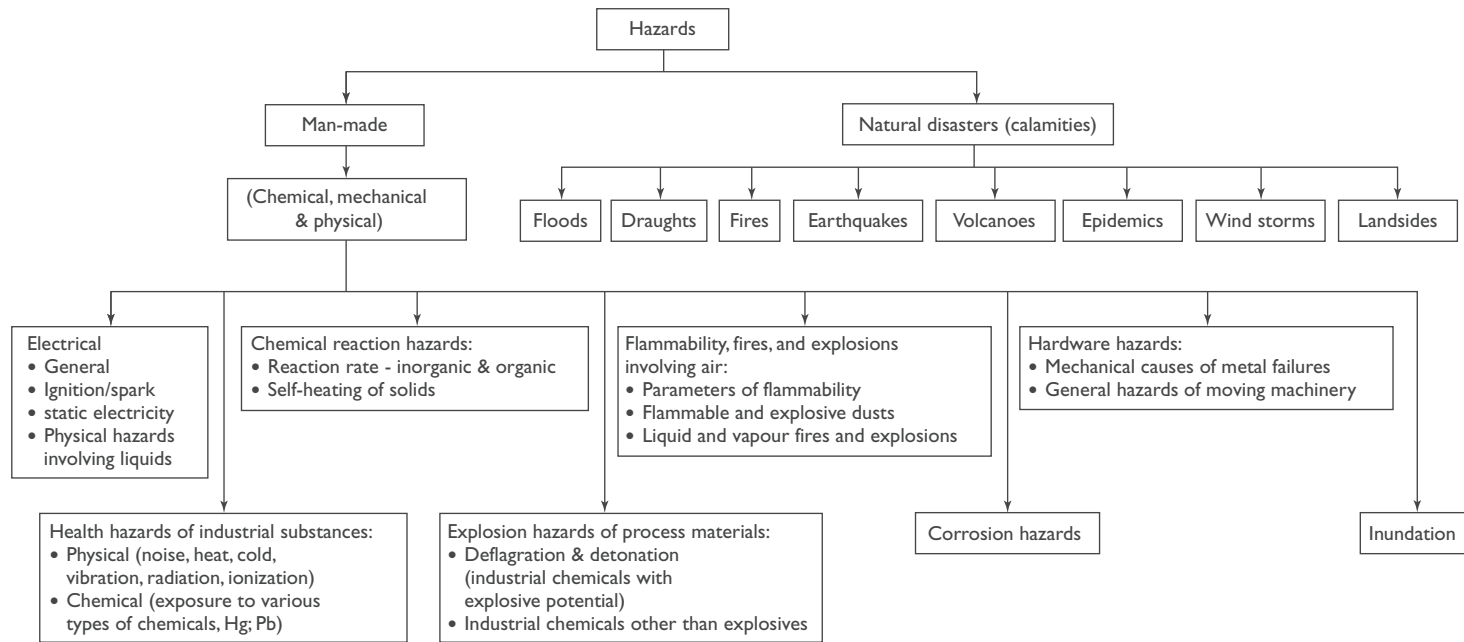 Hazards
Man-made
Natural disasters (calamities)
(Chemical, mechanical
& physical)
Floods
Draughts
Fires
Earthquakes
Volcanoes
Epidemics
Wind storms
Landsides
Electrical
• General
• Ignition/spark
• static electricity
• Physical hazards
involving liquids
Chemical reaction hazards:
• Reaction rate - inorganic & organic
• Self-heating of solids
Flammability, fires, and explosions
involving air:
• Parameters of flammability
• Flammable and explosive dusts
• Liquid and vapour fires and explosions
Hardware hazards:
• Mechanical causes of metal failures
• General hazards of moving machinery
Health hazards of industrial substances:
• Physical (noise, heat, cold,
vibration, radiation, ionization)
• Chemical (exposure to various
types of chemicals, Hg; Pb)
Explosion hazards of process materials:
• Deflagration & detonation
(industrial chemicals with
explosive potential)
• Industrial chemicals other than explosives
Corrosion hazards
Inundation